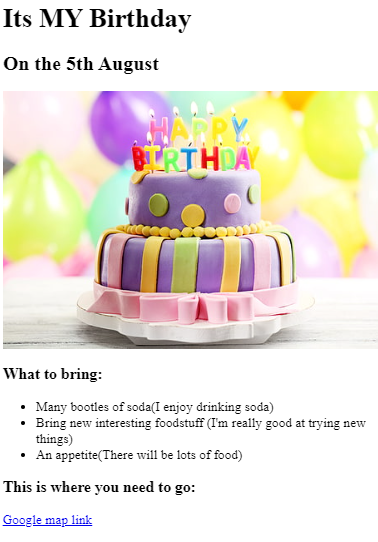 Its MY Birthday
On the 5th August
HAPPY
BIRTHDAY
What to bring:
Many bootles of soda(I enjoy drinking soda)
Bring new interesting foodstuff (I'm really good at trying new
things)
An appetite(There will be lots of food)
This is where you need to go:
Google map link